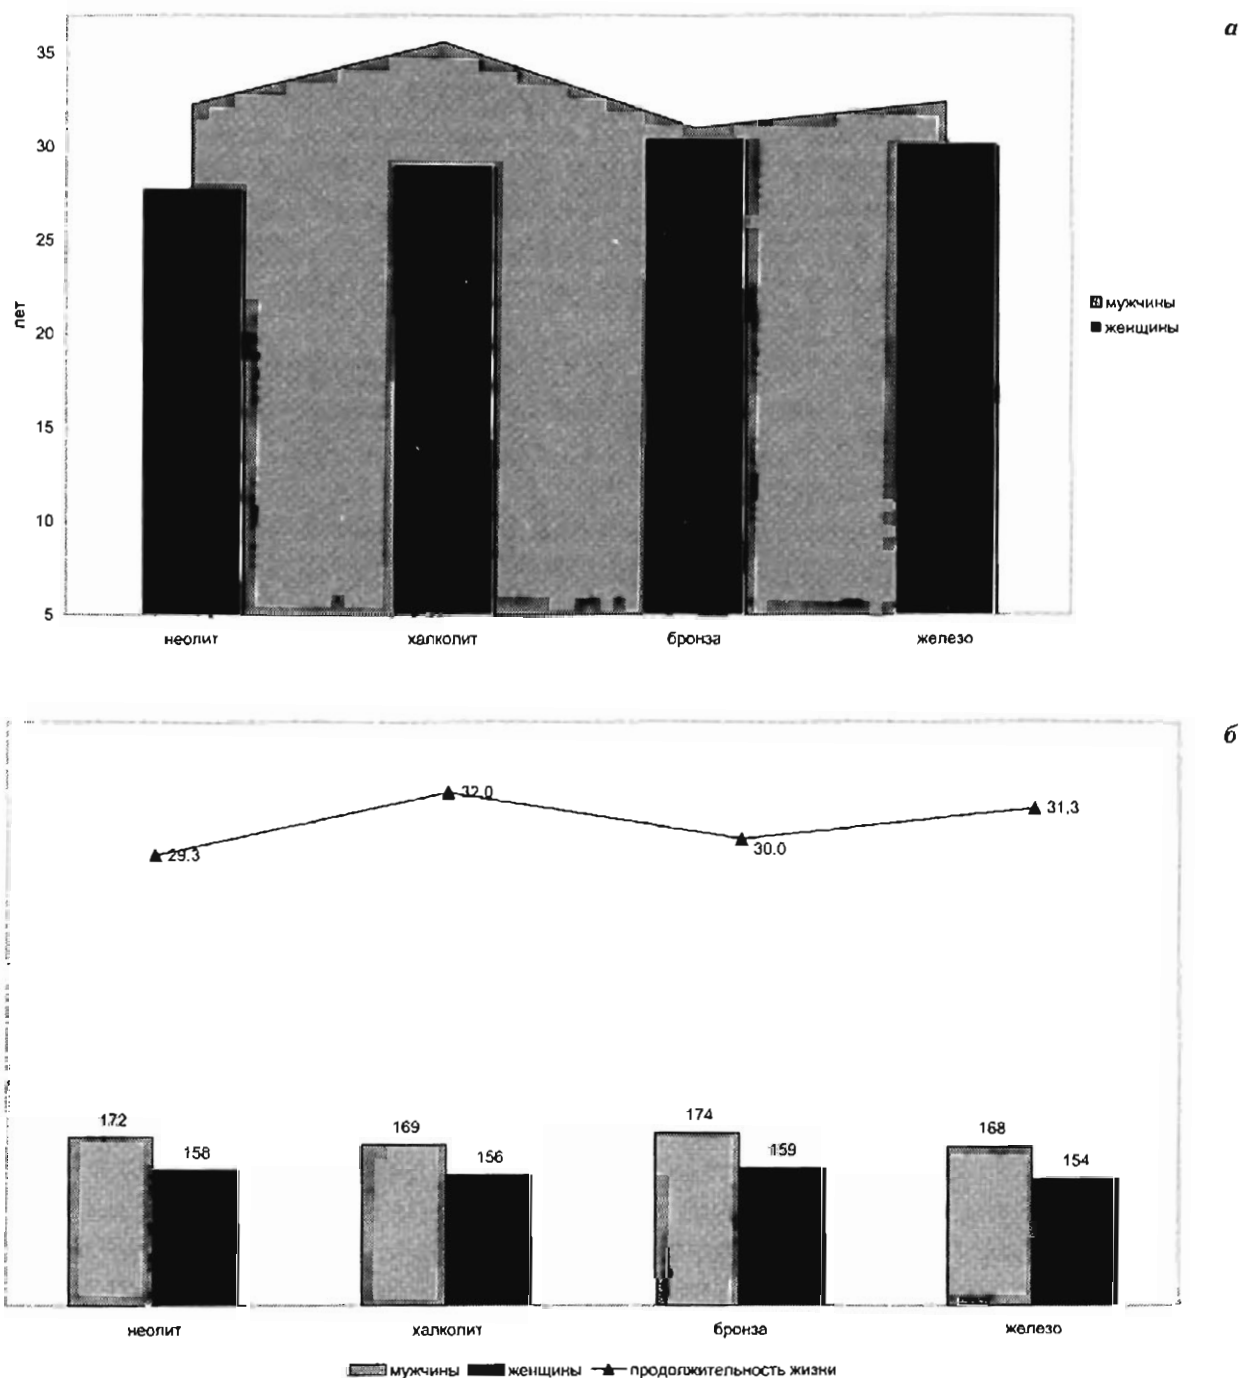 а
35
30
25
20
15
10
5
лет
мужчины
женщины
неолит халколит бронза железо
б
32,0
31,3
30.0
29.3
172 158 169 156 174 159 168 154
неолит халколит бронза железо
мужчины женщины продолжительность жизни